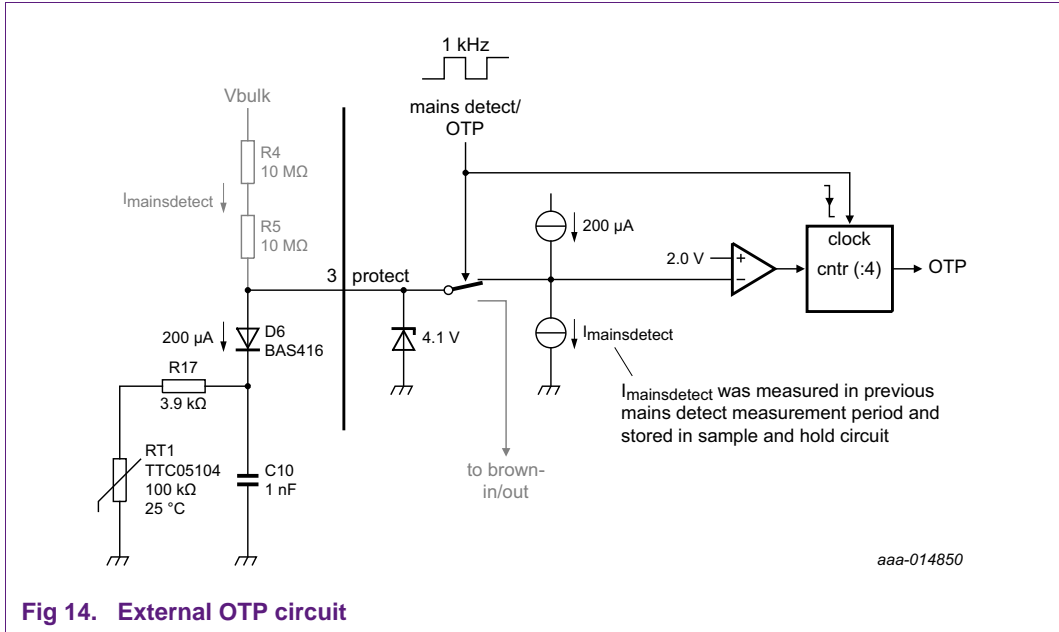 1 kHz
mains detect/
OTP
Vbulk
R4
10 MΩ
Imainsdetect
R5
10 MΩ
3 protect
200 μA
D6
BAS416
R17
3.9 kΩ
RT1
TTC05104
100 kΩ
25 °C
C10
1 nF
4.1 V
200 μA
Imainsdetect
2.0 V
+
−
clock
cntr (:4)
OTP
Imainsdetect was measured in previous
mains detect measurement period and
stored in sample and hold circuit
to brown-
in/out
aaa-014850
Fig 14. External OTP circuit